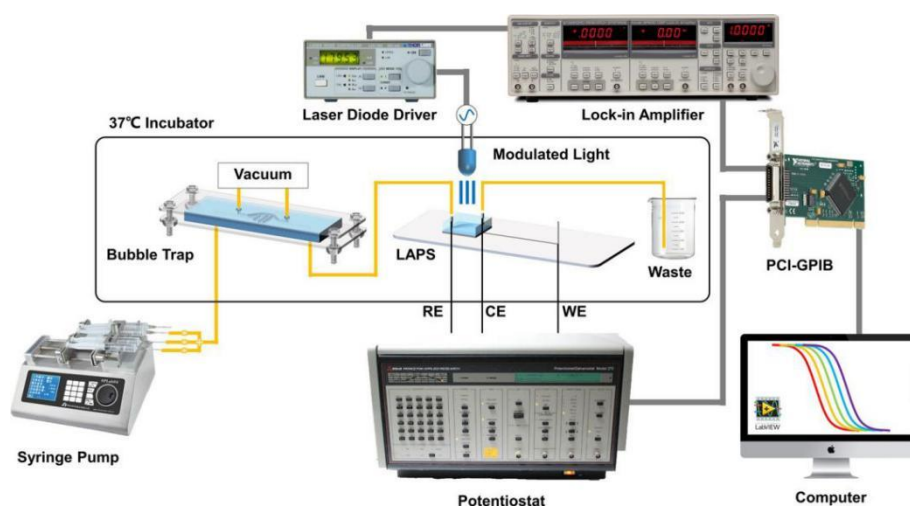 Laser Diode Driver
Lock-in Amplifier
37℃ Incubator
Modulated Light
Vacuum
Bubble Trap
LAPS
Waste
PCI-GPIB
RE
CE
WE
Syringe Pump
LabVIEW
Potentiostat
Computer